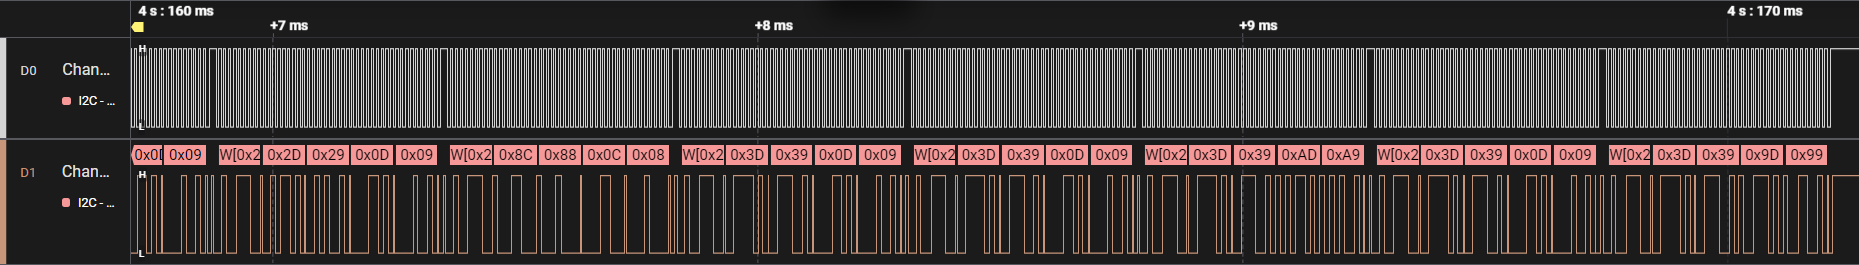 4 s : 160 ms
+7 ms
+8 ms
+9 ms
4 s : 170 ms
D0
Chan...
I2C - ...
H
L
D1
Chan...
I2C - ...
0x0D 0x09 W[0x2 0x2D 0x29 0x0D 0x09 W[0x2 0x8C 0x88 0x0C 0x08 W[0x2 0x3D 0x39 0x0D 0x09 W[0x2 0x3D 0x39 0x0D 0x09 W[0x2 0x3D 0x39 0xAD 0xA9 W[0x2 0x3D 0x39 0x0D 0x09 W[0x2 0x3D 0x39 0x9D 0x99
H
L